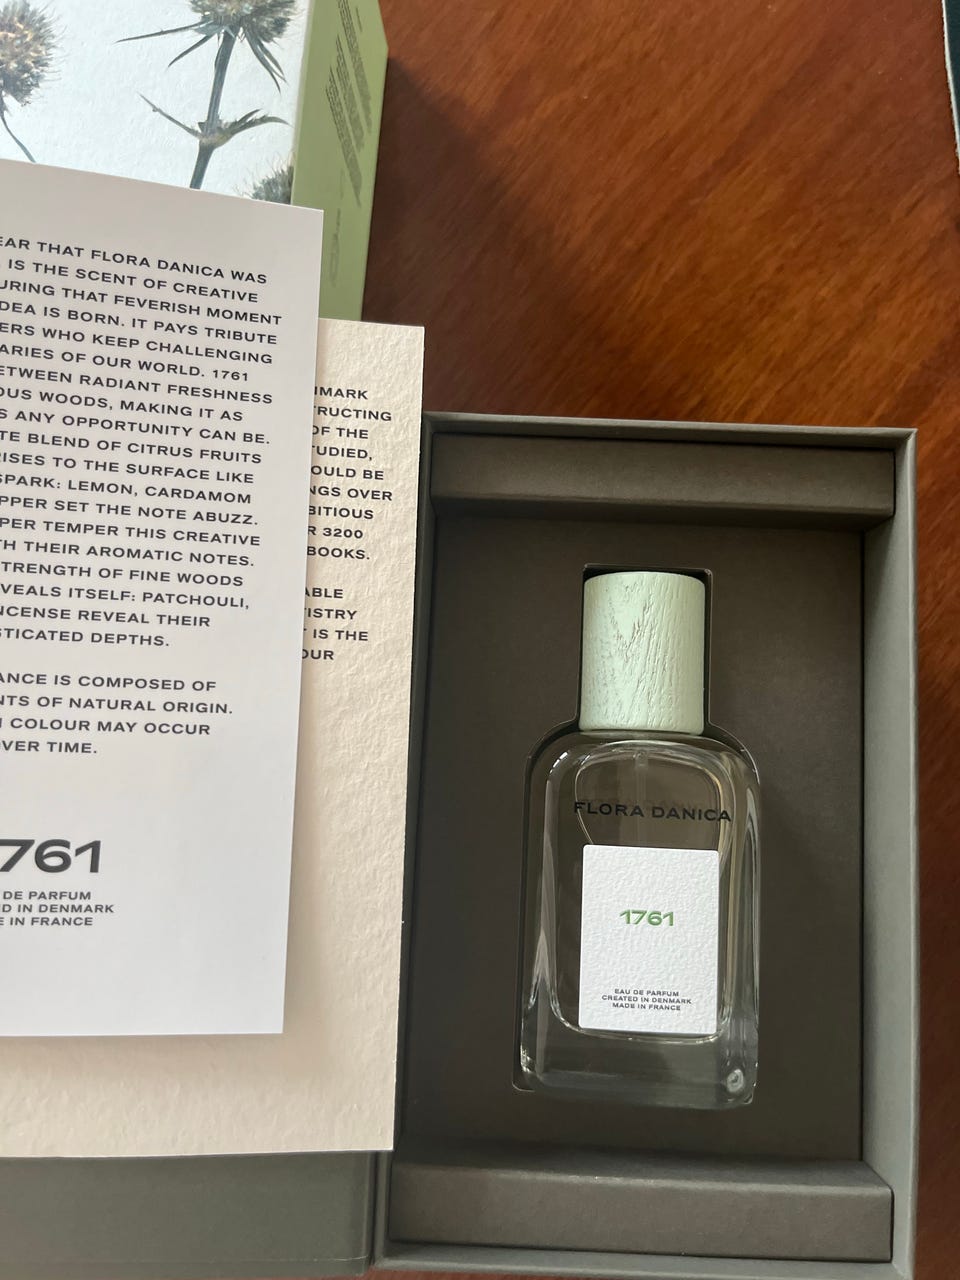 EAR THAT FLORA DANICA WAS
IS THE SCENT OF CREATIVE
URING THAT FEVERISH MOMENT
DEA IS BORN. IT PAYS TRIBUTE
ERS WHO KEEP CHALLENGING
ARIES OF OUR WORLD. 1761
ETWEEN RADIANT FRESHNESS
OUS WOODS, MAKING IT AS
S ANY OPPORTUNITY CAN BE.
TE BLEND OF CITRUS FRUITS
RISES TO THE SURFACE LIKE
SPARK: LEMON, CARDAMOM
PPER SET THE NOTE ABUZZ.
PER TEMPER THIS CREATIVE
TH THEIR AROMATIC NOTES.
TRENGTH OF FINE WOODS
VEALS ITSELF: PATCHOULI,
NCENSE REVEAL THEIR
STICATED DEPTHS.
ANCE IS COMPOSED OF
NTS OF NATURAL ORIGIN.
N COLOUR MAY OCCUR
OVER TIME.
1761
DE PARFUM
D IN DENMARK
E IN FRANCE
NMARK
TRUCTING
OF THE
TUDIED,
OULD BE
NGS OVER
BITIOUS
R 3200
BOOKS.
ABLE
TISTRY
T IS THE
OUR
FLORA DANICA
1761
EAU DE PARFUM
CREATED IN DENMARK
MADE IN FRANCE